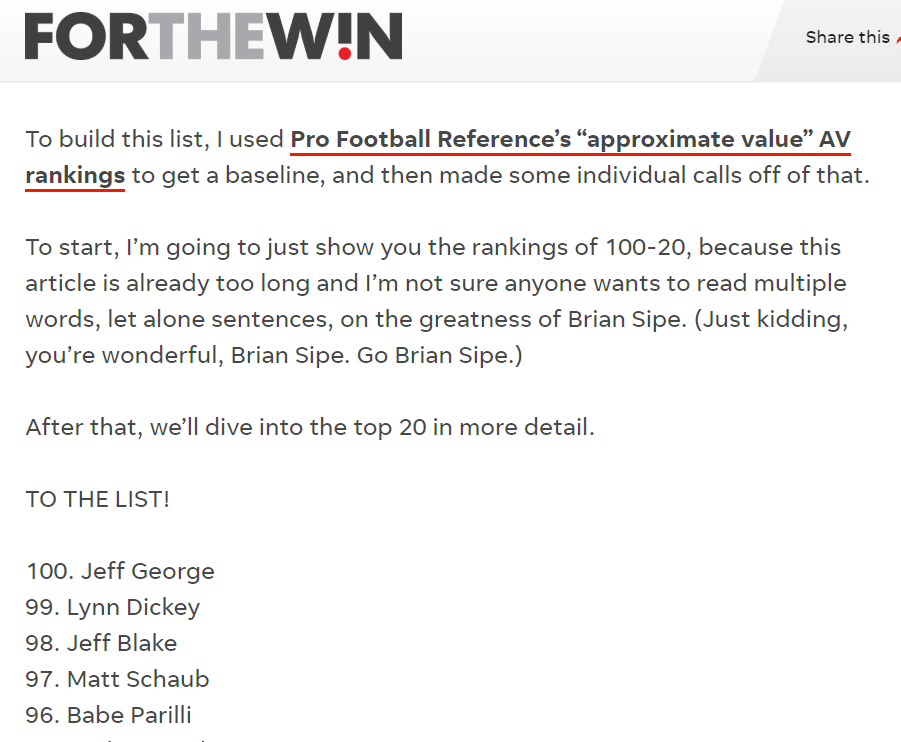 FORTHEW!N
Share this
To build this list, I used Pro Football Reference’s “approximate value” AV
rankings to get a baseline, and then made some individual calls off of that.
To start, I’m going to just show you the rankings of 100-20, because this
article is already too long and I’m not sure anyone wants to read multiple
words, let alone sentences, on the greatness of Brian Sipe. (Just kidding,
you’re wonderful, Brian Sipe. Go Brian Sipe.)
After that, we’ll dive into the top 20 in more detail.
TO THE LIST!
100. Jeff George
99. Lynn Dickey
98. Jeff Blake
97. Matt Schaub
96. Babe Parilli